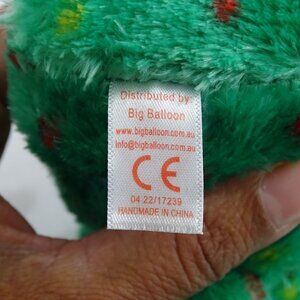 Distributed by:
Big Balloon
www.bigballoon.com.au
info@bigballoon.com.au
CE
04 22/17239
HANDMADE IN CHINA